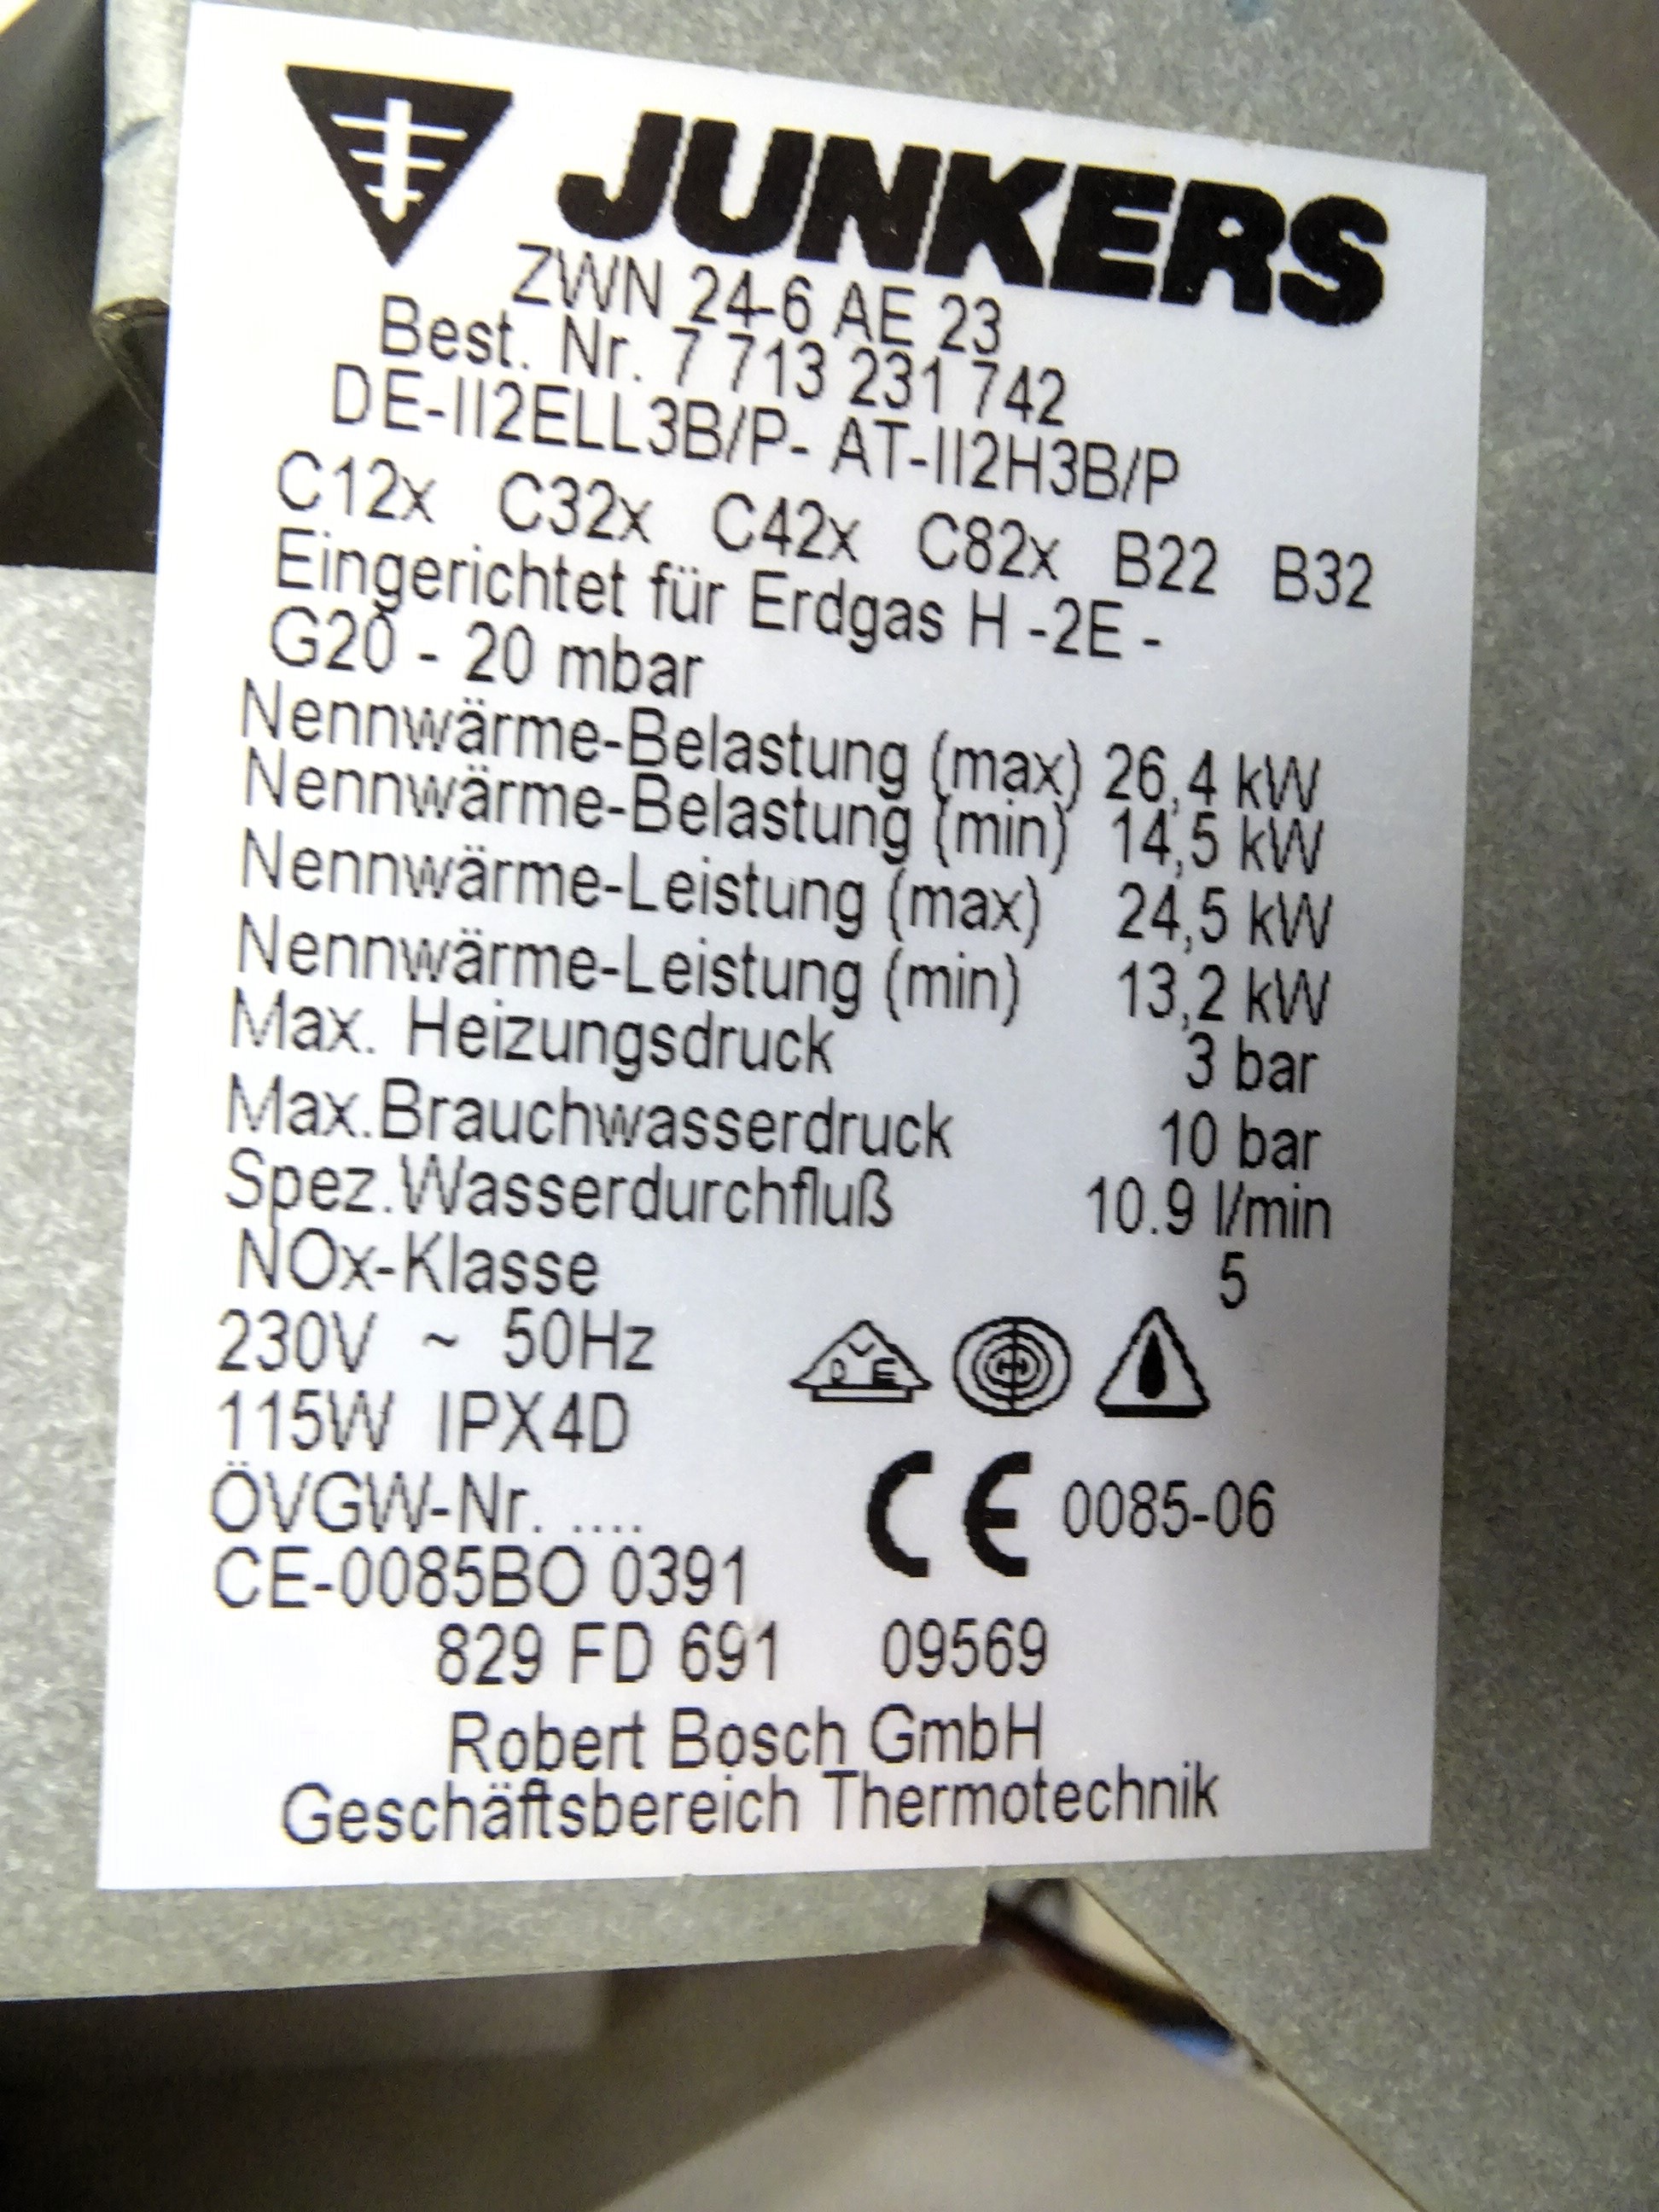 JUNKERS
ZWN 24-6 AE 23
Best. Nr. 7 713 231 742
DE-II2ELL3B/P- AT-II2H3B/P
C12x C32x C42x C82x B22 B32
Eingerichtet für Erdgas H -2E -
G20 - 20 mbar
Nennwärme-Belastung (max) 26,4 kW
Nennwärme-Belastung (min) 14,5 kW
Nennwärme-Leistung (max) 24,5 kW
Nennwärme-Leistung (min) 13,2 kW
Max. Heizungsdruck 3 bar
Max.Brauchwasserdruck 10 bar
Spez.Wasserdurchfluß 10.9 l/min
NOx-Klasse 5
230V ~ 50Hz VDE
115W IPX4D
ÖVGW-Nr. .... CE 0085-06
CE-0085BO 0391
829 FD 691 09569
Robert Bosch GmbH
Geschäftsbereich Thermotechnik